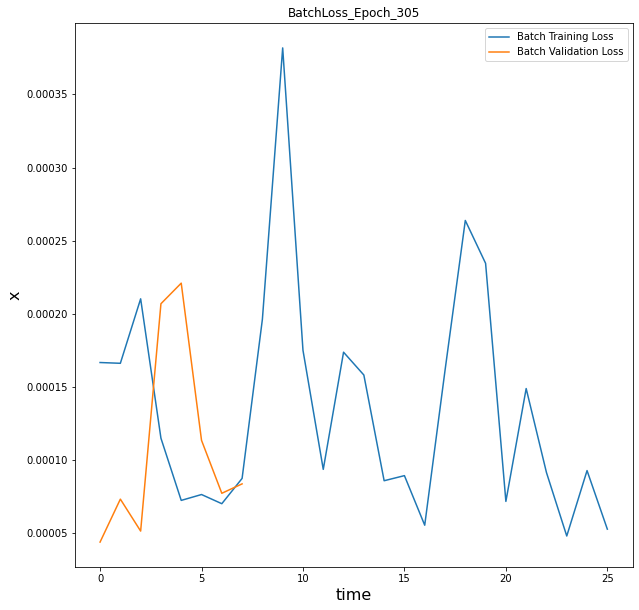 BatchLoss_Epoch_305
Batch Training Loss
Batch Validation Loss
0.00035
0.00030
0.00025
0.00020
0.00015
0.00010
0.00005
x
0 5 10 15 20 25
time